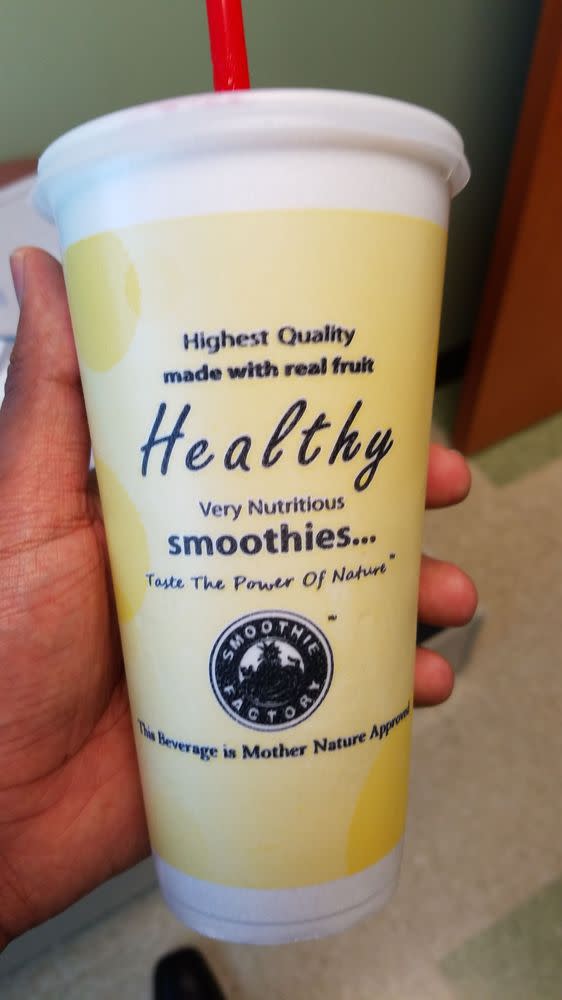 Highest Quality
made with real fruit
Healthy
Very Nutritious
smoothies...
Taste The Power Of Nature™
SMOOTHIE
FACTORY ™
This Beverage is Mother Nature Approved